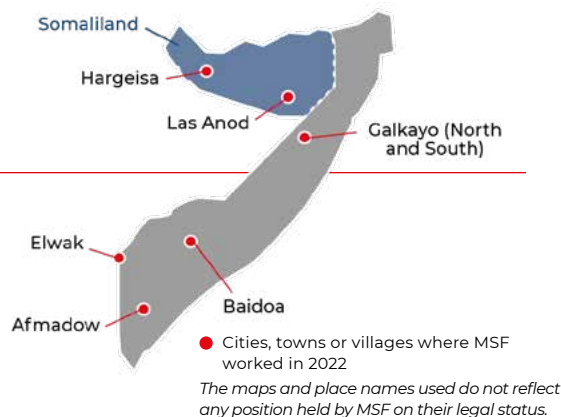 Somaliland
Hargeisa
Las Anod
Galkayo (North
and South)
Elwak
Baidoa
Afmadow
Cities, towns or villages where MSF
worked in 2022
The maps and place names used do not reflect
any position held by MSF on their legal status.